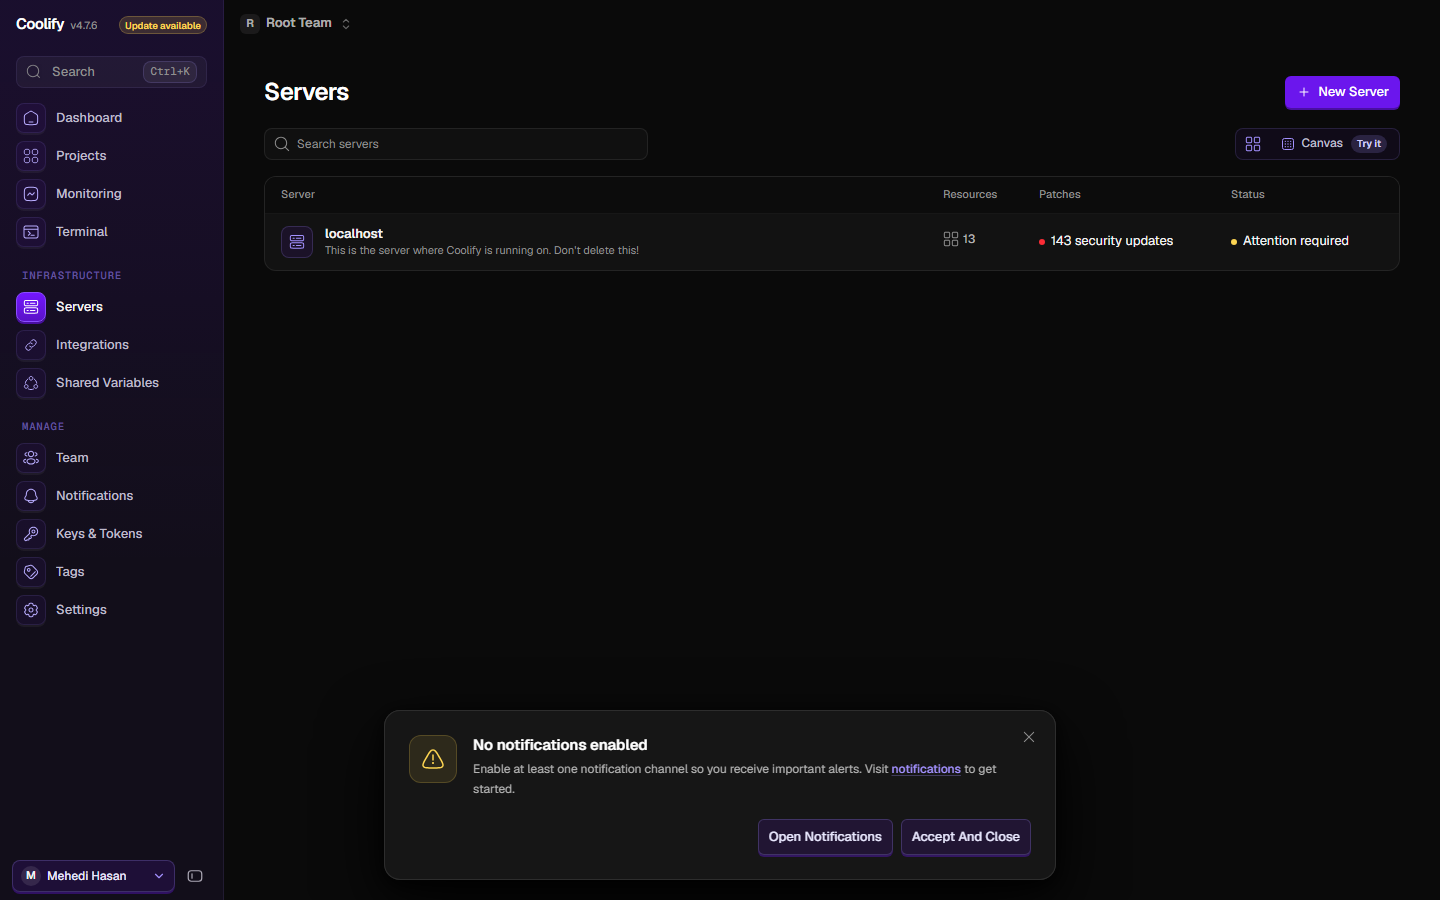 Coolify v4.7.6 Update available
R Root Team
Search Ctrl+K
Dashboard
Projects
Monitoring
Terminal
INFRASTRUCTURE
Servers
Integrations
Shared Variables
MANAGE
Team
Notifications
Keys & Tokens
Tags
Settings
M Mehedi Hasan
Servers
New Server
Search servers
Canvas Try it
Server Resources Patches Status
localhost
This is the server where Coolify is running on. Don't delete this!
13
143 security updates
Attention required
No notifications enabled
Enable at least one notification channel so you receive important alerts. Visit notifications to get
started.
Open Notifications
Accept And Close